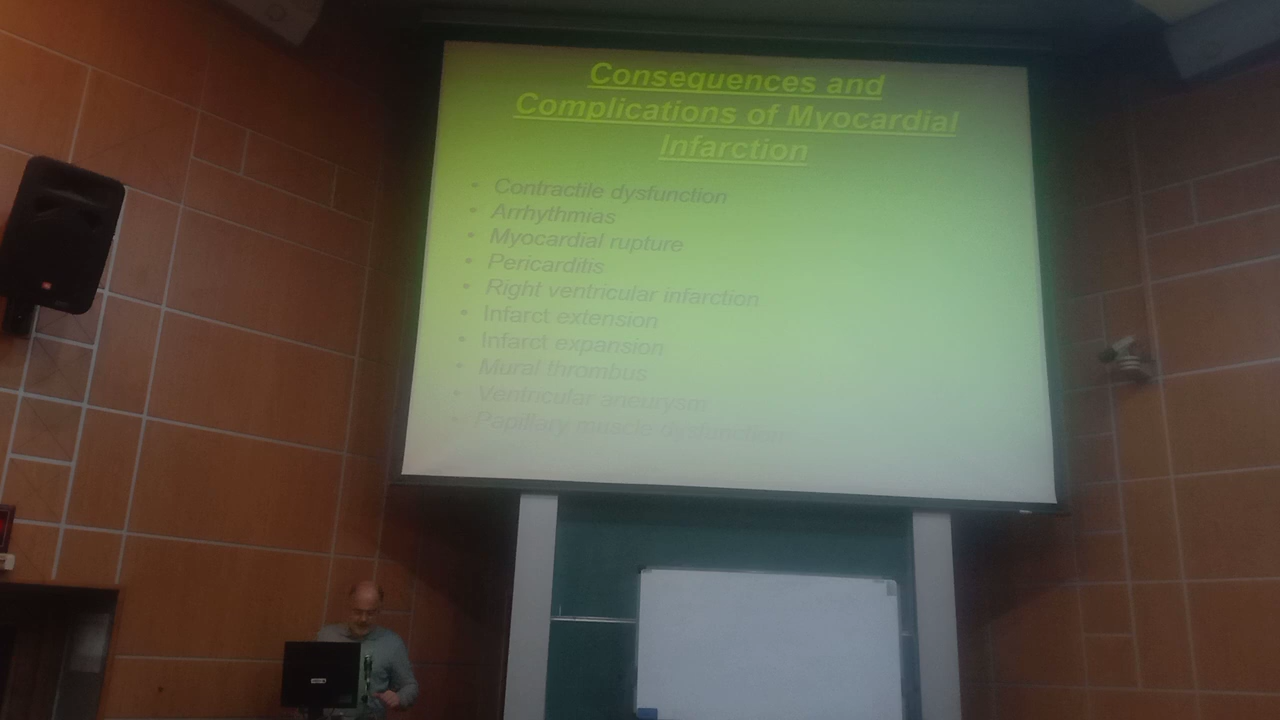 Consequences and
Complications of Myocardial
Infarction
• Contractile dysfunction
• Arrhythmias
• Myocardial rupture
• Pericarditis
• Right ventricular infarction
• Infarct extension
• Infarct expansion
• Mural thrombus
• Ventricular aneurysm
• Papillary muscle dysfunction